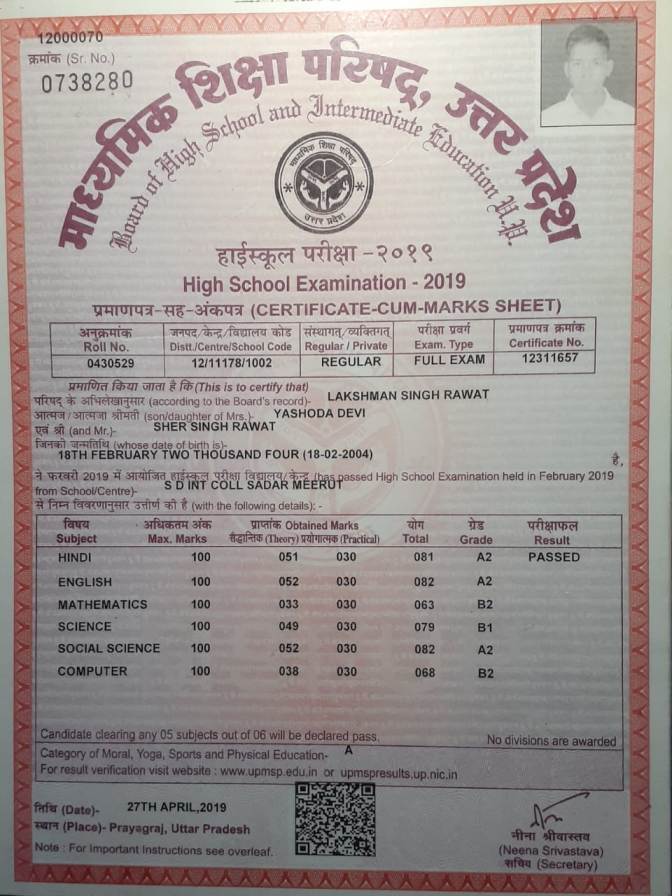 12000070
क्रमांक (Sr. No.)
0738280
माध्यमिक शिक्षा परिषद्, उत्तर प्रदेश
Board of High School and Intermediate Education U.P.
माध्यमिक शिक्षा परिषद
उत्तर प्रदेश
हाईस्कूल परीक्षा -२०१९
High School Examination - 2019
प्रमाणपत्र-सह-अंकपत्र (CERTIFICATE-CUM-MARKS SHEET)
अनुक्रमांक जनपद/केन्द्र/विद्यालय कोड संस्थागत/व्यक्तिगत परीक्षा प्रवर्ग प्रमाणपत्र क्रमांक
Roll No. Distt./Centre/School Code Regular / Private Exam. Type Certificate No.
0430529 12/11178/1002 REGULAR FULL EXAM 12311657
प्रमाणित किया जाता है कि (This is to certify that)
परिषद् के अभिलेखानुसार (according to the Board's record)- LAKSHMAN SINGH RAWAT
आत्मज/आत्मजा श्रीमती (son/daughter of Mrs.)- YASHODA DEVI
एवं श्री (and Mr.)- SHER SINGH RAWAT
जिनकी जन्मतिथि (whose date of birth is)-
18TH FEBRUARY TWO THOUSAND FOUR (18-02-2004) है,
ने फरवरी 2019 में आयोजित हाईस्कूल परीक्षा विद्यालय/केन्द्र (has passed High School Examination held in February 2019
from School/Centre)- S D INT COLL SADAR MEERUT
से निम्न विवरणानुसार उत्तीर्ण की है (with the following details): -
विषय अधिकतम अंक प्राप्तांक Obtained Marks योग ग्रेड परीक्षाफल
Subject Max. Marks सैद्धान्तिक (Theory) प्रयोगात्मक (Practical) Total Grade Result
HINDI 100 051 030 081 A2 PASSED
ENGLISH 100 052 030 082 A2
MATHEMATICS 100 033 030 063 B2
SCIENCE 100 049 030 079 B1
SOCIAL SCIENCE 100 052 030 082 A2
COMPUTER 100 038 030 068 B2
Candidate clearing any 05 subjects out of 06 will be declared pass. No divisions are awarded
Category of Moral, Yoga, Sports and Physical Education- A
For result verification visit website : www.upmsp.edu.in or upmspresults.up.nic.in
तिथि (Date)- 27TH APRIL,2019
स्थान (Place)- Prayagraj, Uttar Pradesh
Note : For Important Instructions see overleaf.
नीना श्रीवास्तव
(Neena Srivastava)
सचिव (Secretary)